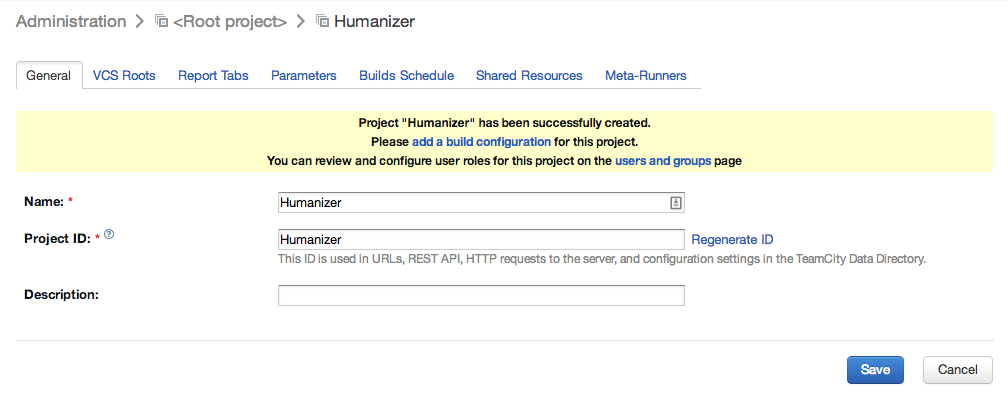 Administration > <Root project> > Humanizer
General VCS Roots Report Tabs Parameters Builds Schedule Shared Resources Meta-Runners
Project "Humanizer" has been successfully created.
Please add a build configuration for this project.
You can review and configure user roles for this project on the users and groups page
Name: * Humanizer
Project ID: * ? Humanizer Regenerate ID
This ID is used in URLs, REST API, HTTP requests to the server, and configuration settings in the TeamCity Data Directory.
Description:
Save Cancel